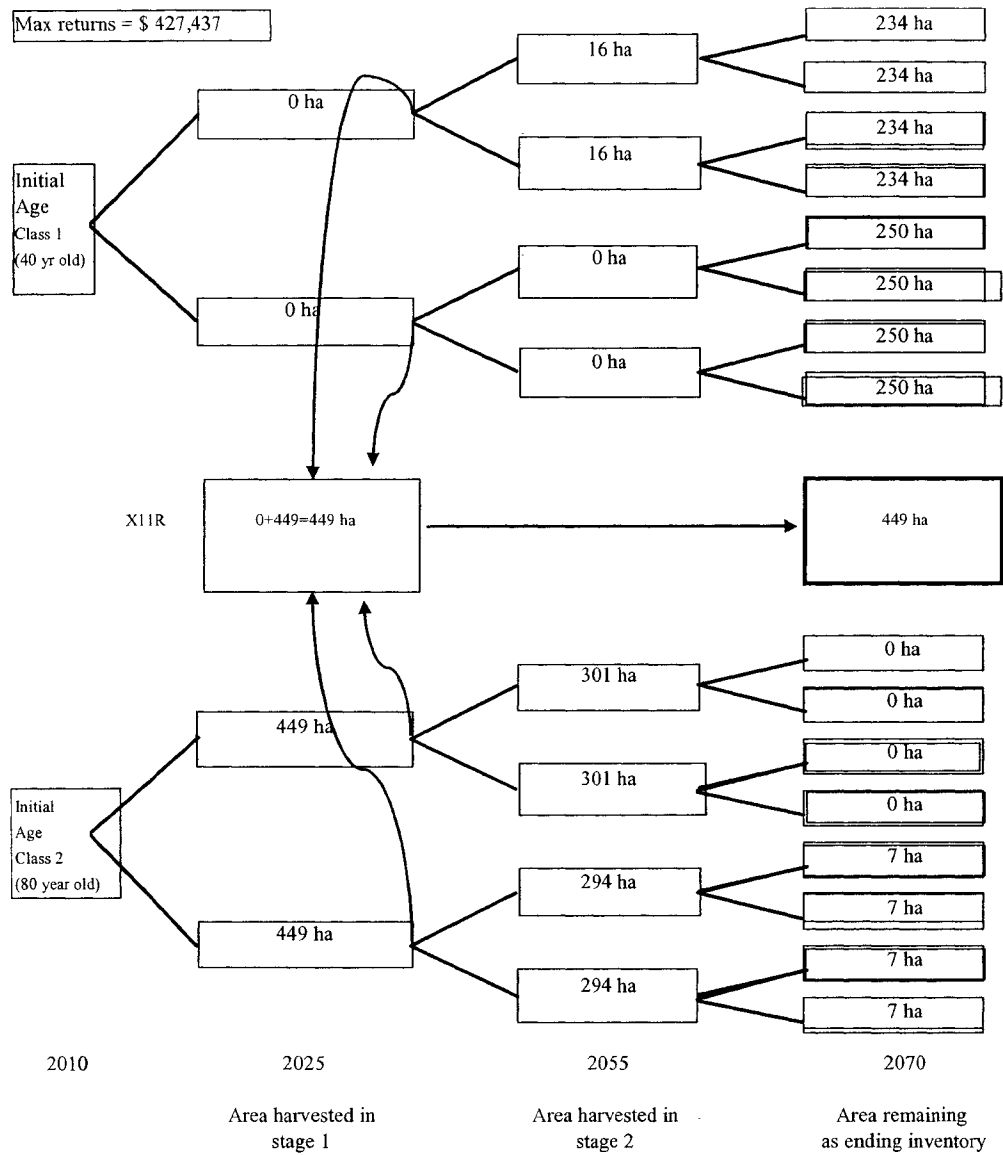 Max returns = $ 427,437
234 ha
16 ha
234 ha
0 ha
234 ha
16 ha
234 ha
Initial
Age
Class 1
(40 yr old)
250 ha
0 ha
250 ha
0 ha
250 ha
0 ha
250 ha
X11R
0+449=449 ha
449 ha
0 ha
301 ha
0 ha
449 ha
0 ha
301 ha
0 ha
Initial
Age
Class 2
(80 year old)
7 ha
294 ha
7 ha
449 ha
7 ha
294 ha
7 ha
2010 2025 2055 2070
Area harvested in Area harvested in Area remaining
stage 1 stage 2 as ending inventory